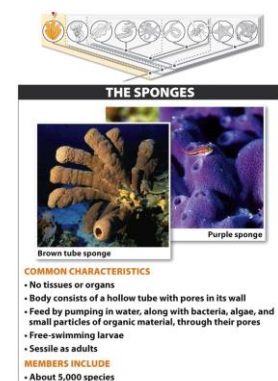 THE SPONGES
Purple sponge
Brown tube sponge
COMMON CHARACTERISTICS
• No tissues or organs
• Body consists of a hollow tube with pores in its wall
• Feed by pumping in water, along with bacteria, algae, and
small particles of organic material, through their pores
• Free-swimming larvae
• Sessile as adults
MEMBERS INCLUDE
• About 5,000 species